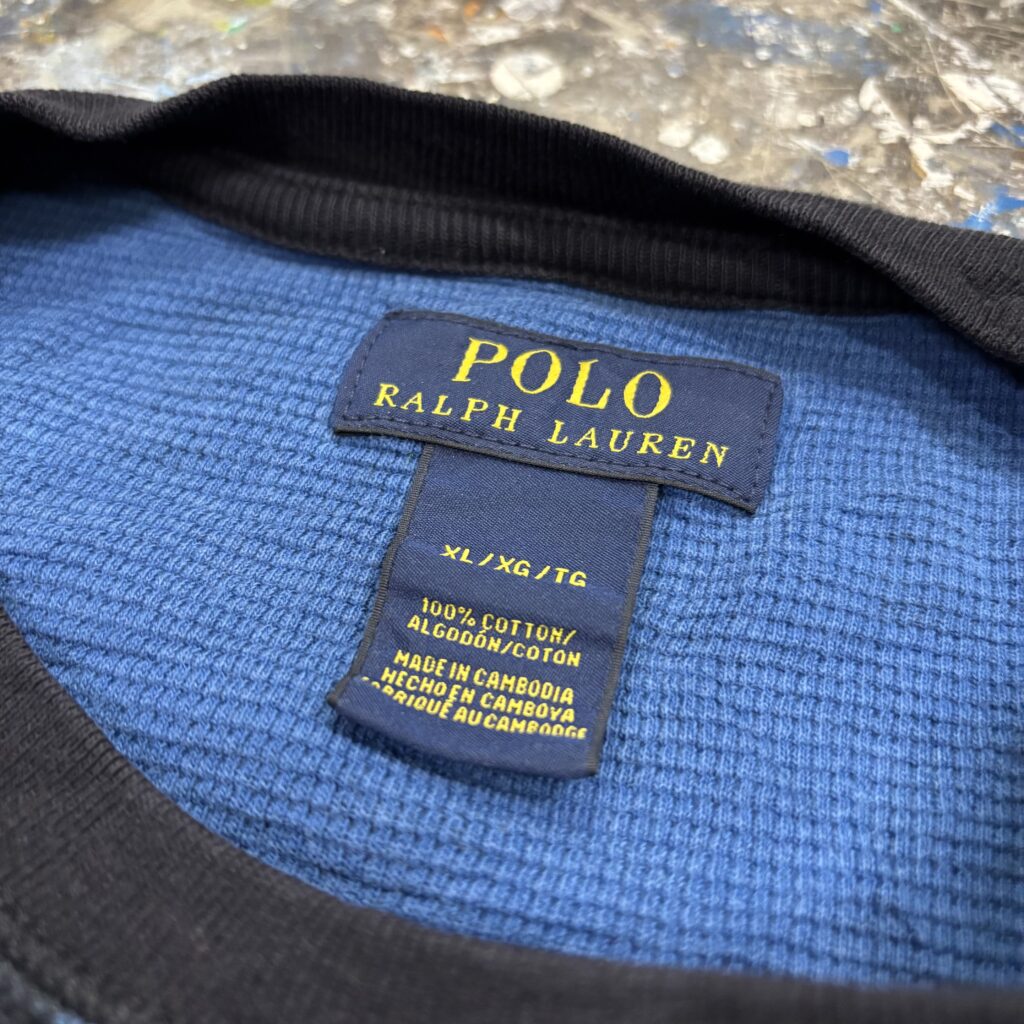 POLO
RALPH LAUREN
XL/XG/TG
100% COTTON/
ALGODÓN/COTON
MADE IN CAMBODIA
HECHO EN CAMBOYA
FABRIQUÉ AU CAMBODGE